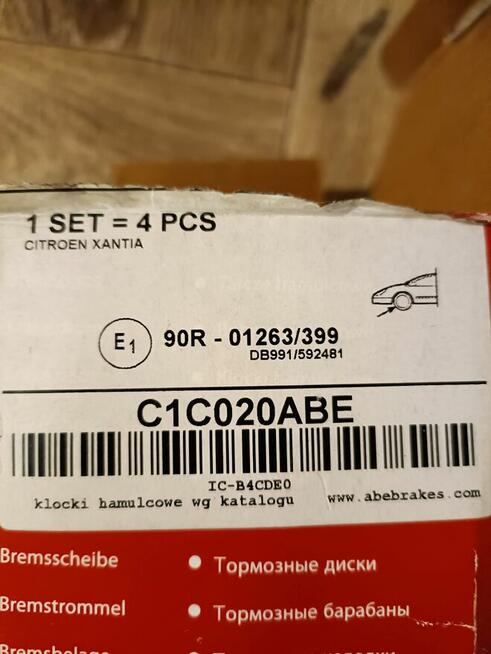 1 SET = 4 PCS
CITROEN XANTIA
E1
90R - 01263/399
DB991/592481
C1C020ABE
IC-B4CDE0
klocki hamulcowe wg katalogu
www.abebrakes.com
Bremsscheibe
• Тормозные диски
Bremstrommel
• Тормозные барабаны